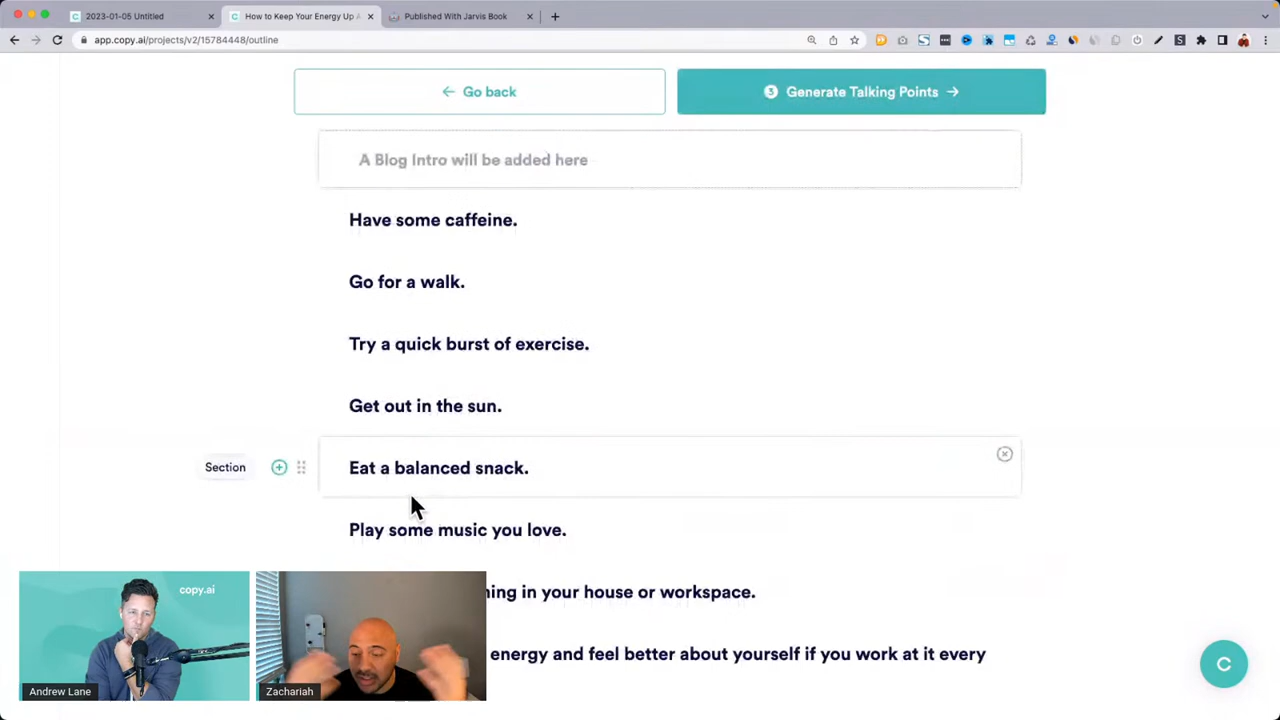 2023-01-05 Untitled
How to Keep Your Energy Up A
Published With Jarvis Book
app.copy.ai/projects/v2/15784448/outline
Go back
3 Generate Talking Points
A Blog Intro will be added here
Have some caffeine.
Go for a walk.
Try a quick burst of exercise.
Get out in the sun.
Section
Eat a balanced snack.
Play some music you love.
ing in your house or workspace.
energy and feel better about yourself if you work at it every
copy.ai
Andrew Lane
Zachariah
C